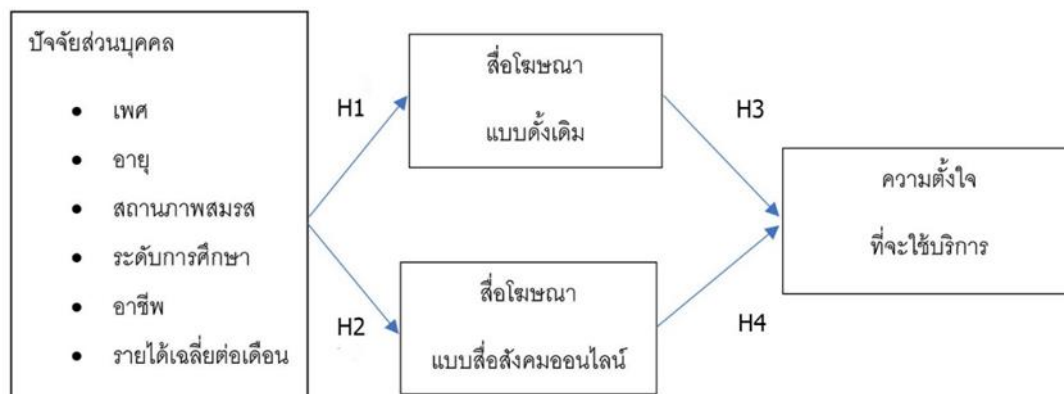 ปัจจัยส่วนบุคคล
• เพศ
• อายุ
• สถานภาพสมรส
• ระดับการศึกษา
• อาชีพ
• รายได้เฉลี่ยต่อเดือน
H1
H2
สื่อโฆษณา
แบบดั้งเดิม
สื่อโฆษณา
แบบสื่อสังคมออนไลน์
H3
H4
ความตั้งใจ
ที่จะใช้บริการ